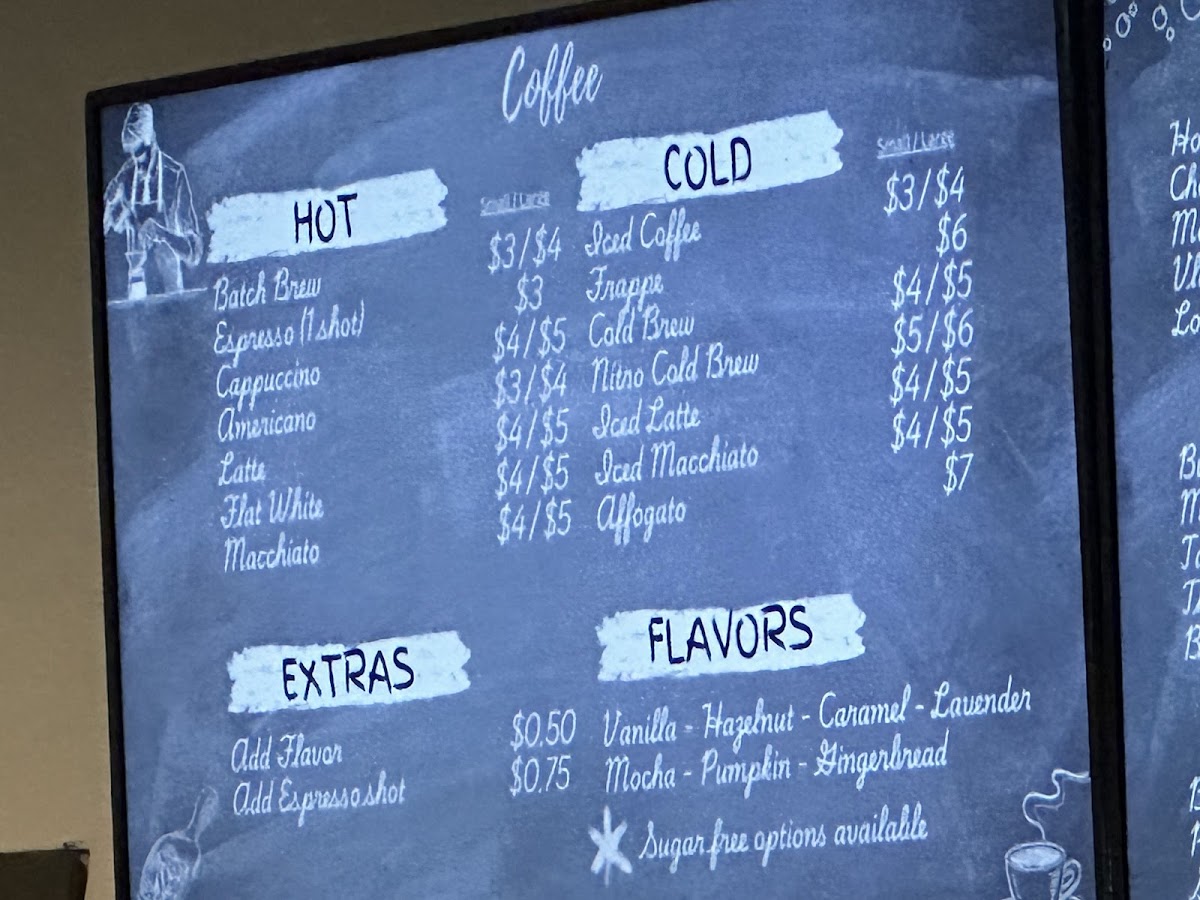 Coffee
HOT
Small/Large
Batch Brew $3/$4
Espresso (1 shot) $3
Cappuccino $4/$5
Americano $3/$4
Latte $4/$5
Flat White $4/$5
Macchiato $4/$5
COLD
Small/Large
Iced Coffee $3/$4
Frappe $6
Cold Brew $4/$5
Nitro Cold Brew $5/$6
Iced Latte $4/$5
Iced Macchiato $4/$5
Affogato $7
EXTRAS
Add Flavor $0.50
Add Espresso shot $0.75
FLAVORS
Vanilla - Hazelnut - Caramel - Lavender
Mocha - Pumpkin - Gingerbread
* Sugar free options available